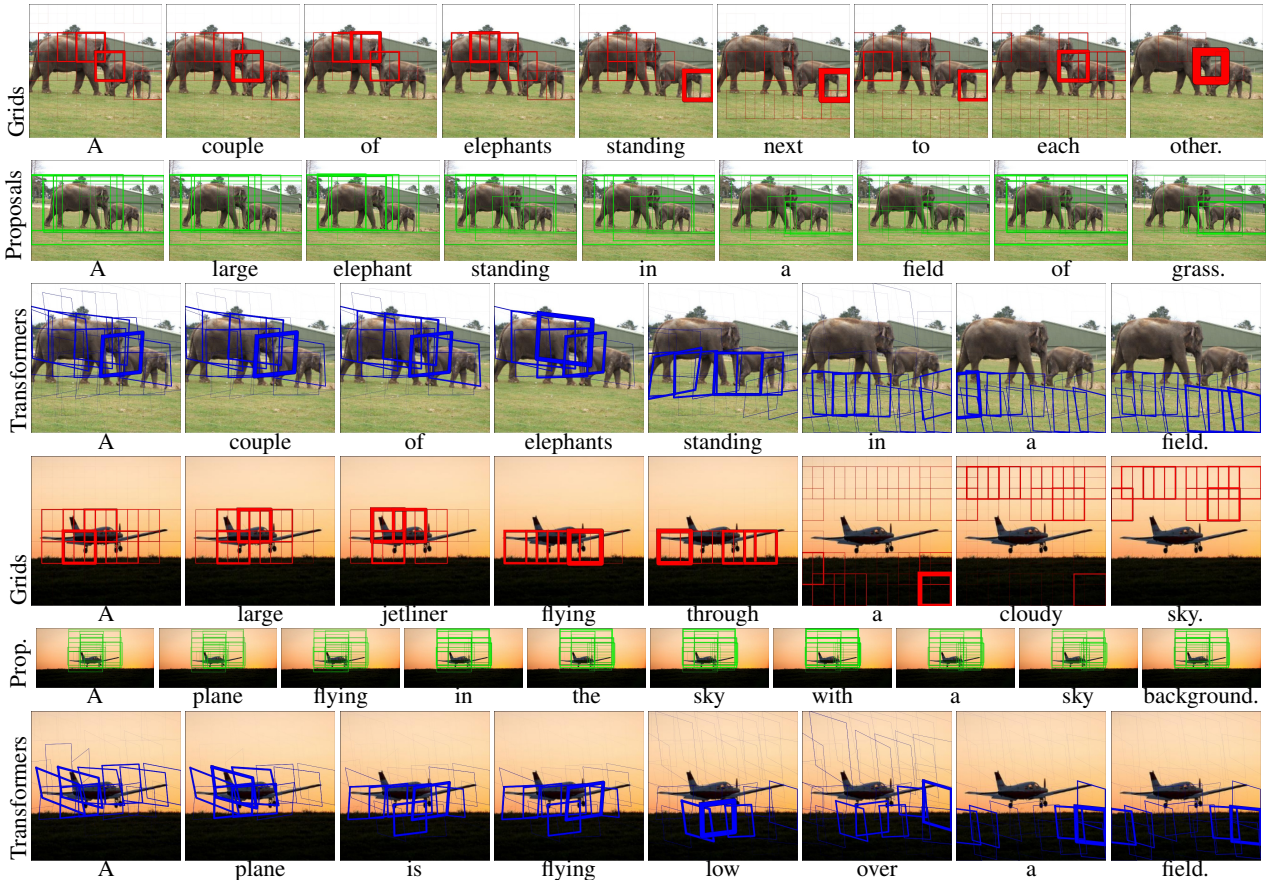 Grids
A couple of elephants standing next to each other.
Proposals
A large elephant standing in a field of grass.
Transformers
A couple of elephants standing in a field.
Grids
A large jetliner flying through a cloudy sky.
Prop.
A plane flying in the sky with a sky background.
Transformers
A plane is flying low over a field.